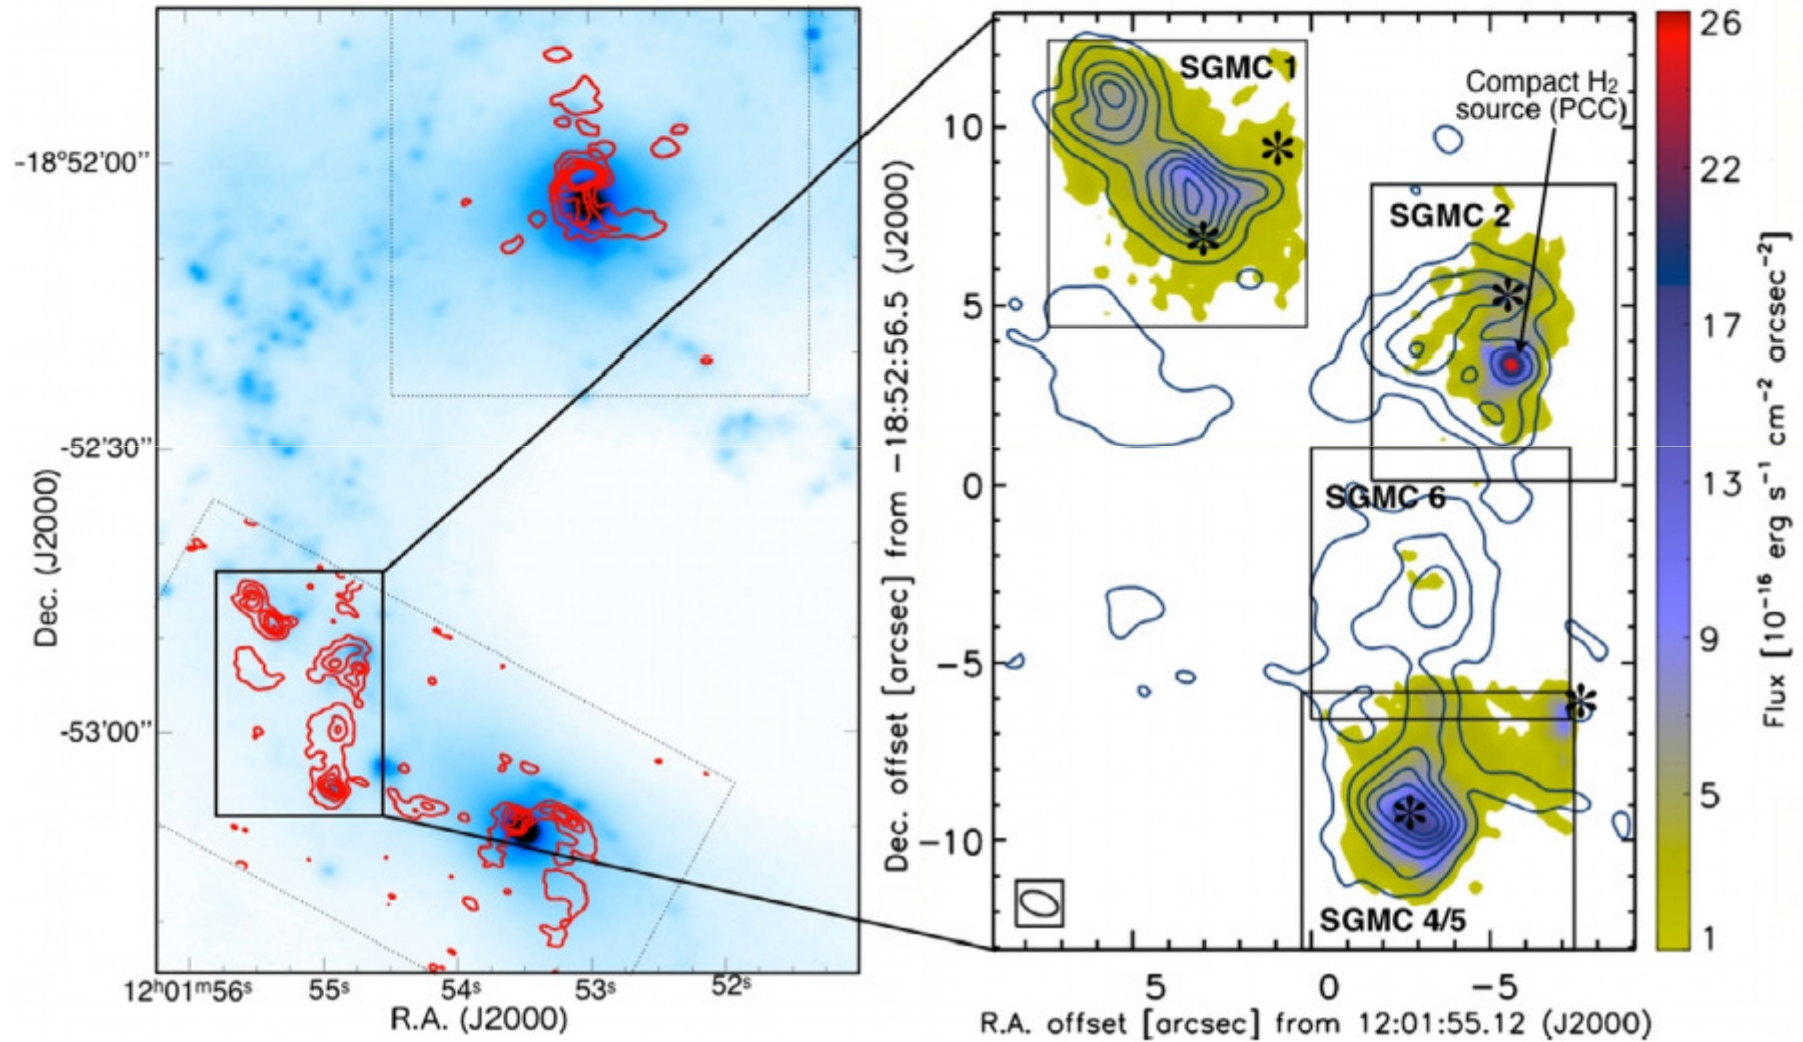 -18°52'00"
-52'30"
-53'00"
Dec. (J2000)
12ʰ01ᵐ56ˢ
55ˢ
54ˢ
53ˢ
52ˢ
R.A. (J2000)
SGMC 1
Compact H₂
source (PCC)
SGMC 2
SGMC 6
SGMC 4/5
10
5
0
−5
−10
Dec. offset [arcsec] from −18:52:56.5 (J2000)
5
0
−5
R.A. offset [arcsec] from 12:01:55.12 (J2000)
26
22
17
13
9
5
1
Flux [10⁻¹⁶ erg s⁻¹ cm⁻² arcsec⁻²]